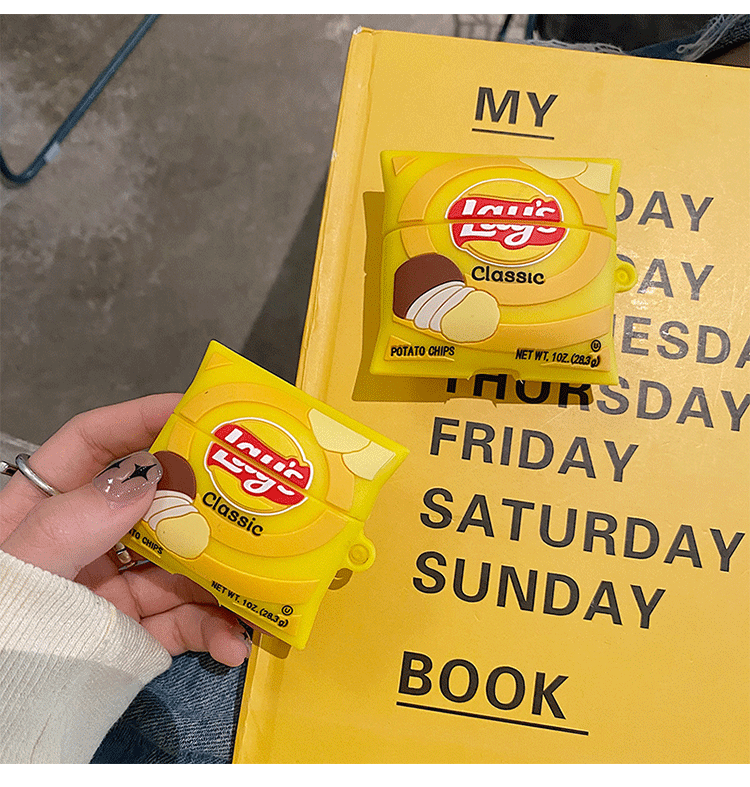 MY
DAY
DAY
ESDA
THURSDAY
FRIDAY
SATURDAY
SUNDAY
BOOK
Lay's
Classic
POTATO CHIPS
NET WT. 1OZ. (28.3g)
U
Lay's
Classic
CHIPS
NET WT. 1OZ. (28.3g)
U